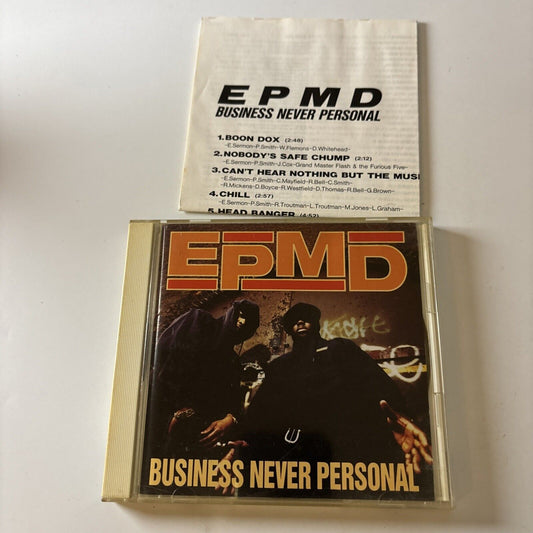 EPMD
BUSINESS NEVER PERSONAL
1.BOON DOX (2:48)
-E.Sermon-P.Smith-W.Flemons-D.Whitehead-
2.NOBODY'S SAFE CHUMP (2:12)
-E.Sermon-P.Smith-J.Cox-Grand Master Flash & the Furious Five-
3.CAN'T HEAR NOTHING BUT THE MUSI
-E.Sermon-P.Smith-C.Mayfield-R.Bell-C.Smith-
-R.Mickens-D.Boyce-R.Westfield-D.Thomas-R.Bell-G.Brown-
4.CHILL (2:57)
-E.Sermon-P.Smith-R.Troutman-L.Troutman-M.Jones-L.Graham-
5.HEAD BANGER (4:52)
EPMD
BUSINESS NEVER PERSONAL